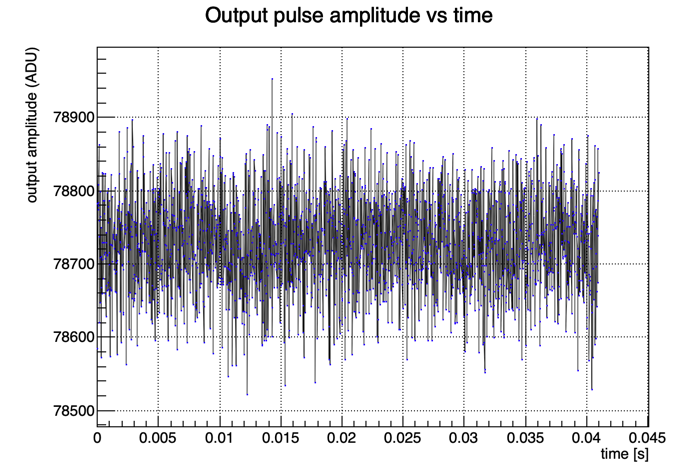 Output pulse amplitude vs time
output amplitude (ADU)
78900
78800
78700
78600
78500
0 0.005 0.01 0.015 0.02 0.025 0.03 0.035 0.04 0.045
time [s]